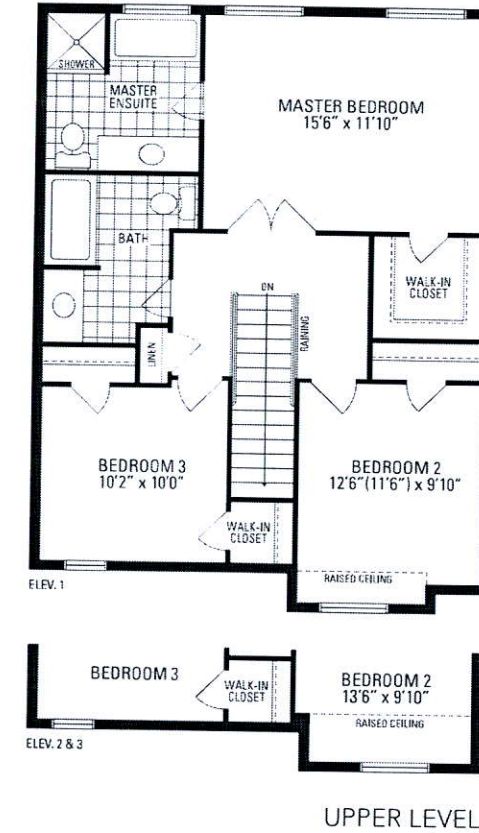 SHOWER
MASTER
ENSUITE
MASTER BEDROOM
15'6" x 11'10"
BATH
WALK-IN
CLOSET
DN
RAILING
LINEN
BEDROOM 3
10'2" x 10'0"
BEDROOM 2
12'6"(11'6") x 9'10"
WALK-IN
CLOSET
RAISED CEILING
ELEV. 1
BEDROOM 3
WALK-IN
CLOSET
BEDROOM 2
13'6" x 9'10"
RAISED CEILING
ELEV. 2 & 3
UPPER LEVEL